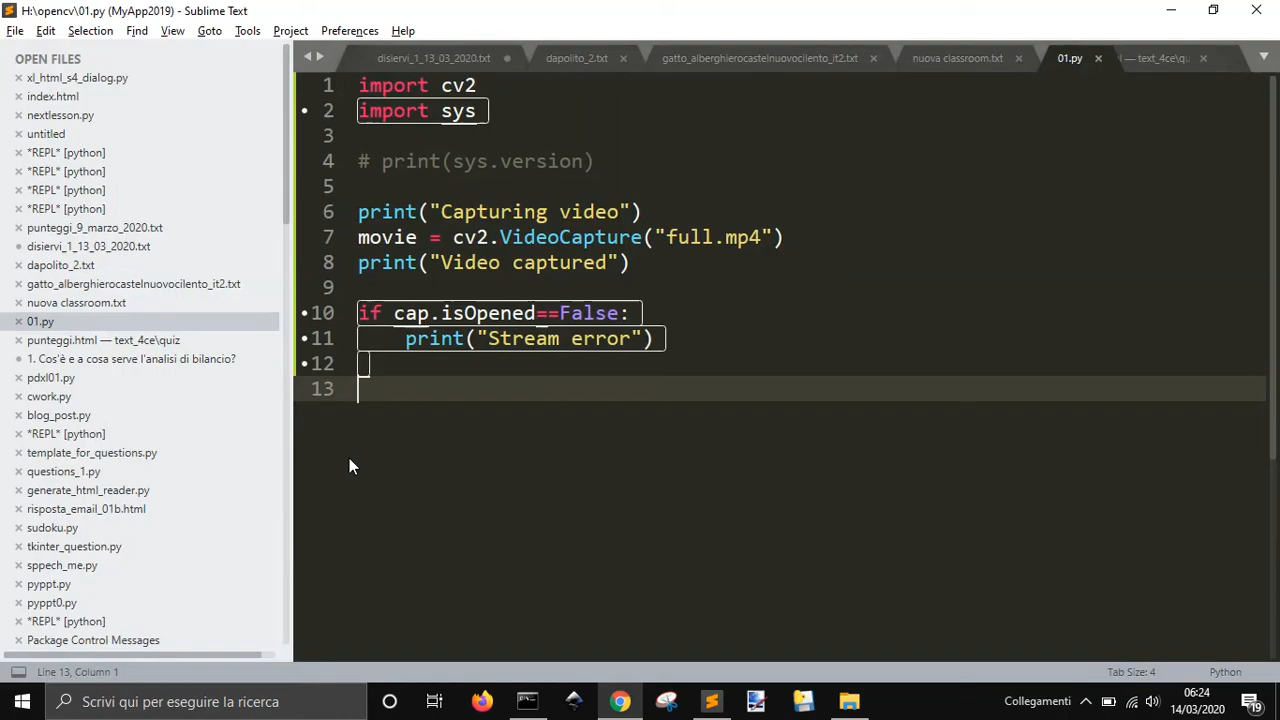 H:\opencv\01.py (MyApp2019) - Sublime Text
File Edit Selection Find View Goto Tools Project Preferences Help
OPEN FILES
xl_html_s4_dialog.py
index.html
nextlesson.py
untitled
*REPL* [python]
*REPL* [python]
*REPL* [python]
*REPL* [python]
punteggi_9_marzo_2020.txt
disiervi_1_13_03_2020.txt
dapolito_2.txt
gatto_alberghierocastelnuovocilento_it2.txt
nuova classroom.txt
01.py
punteggi.html — text_4ce\quiz
1. Cos'è e a cosa serve l'analisi di bilancio?
pdxl01.py
cwork.py
blog_post.py
*REPL* [python]
template_for_questions.py
questions_1.py
generate_html_reader.py
risposta_email_01b.html
sudoku.py
tkinter_question.py
sppech_me.py
pyppt.py
pyppt0.py
*REPL* [python]
Package Control Messages
disiervi_1_13_03_2020.txt dapolito_2.txt gatto_alberghierocastelnuovocilento_it2.txt nuova classroom.txt 01.py — text_4ce\qu
1 import cv2
2 import sys
3
4 # print(sys.version)
5
6 print("Capturing video")
7 movie = cv2.VideoCapture("full.mp4")
8 print("Video captured")
9
10 if cap.isOpened==False:
11 print("Stream error")
12
13
Line 13, Column 1 Tab Size: 4 Python
Scrivi qui per eseguire la ricerca Collegamenti 06:24
14/03/2020 19